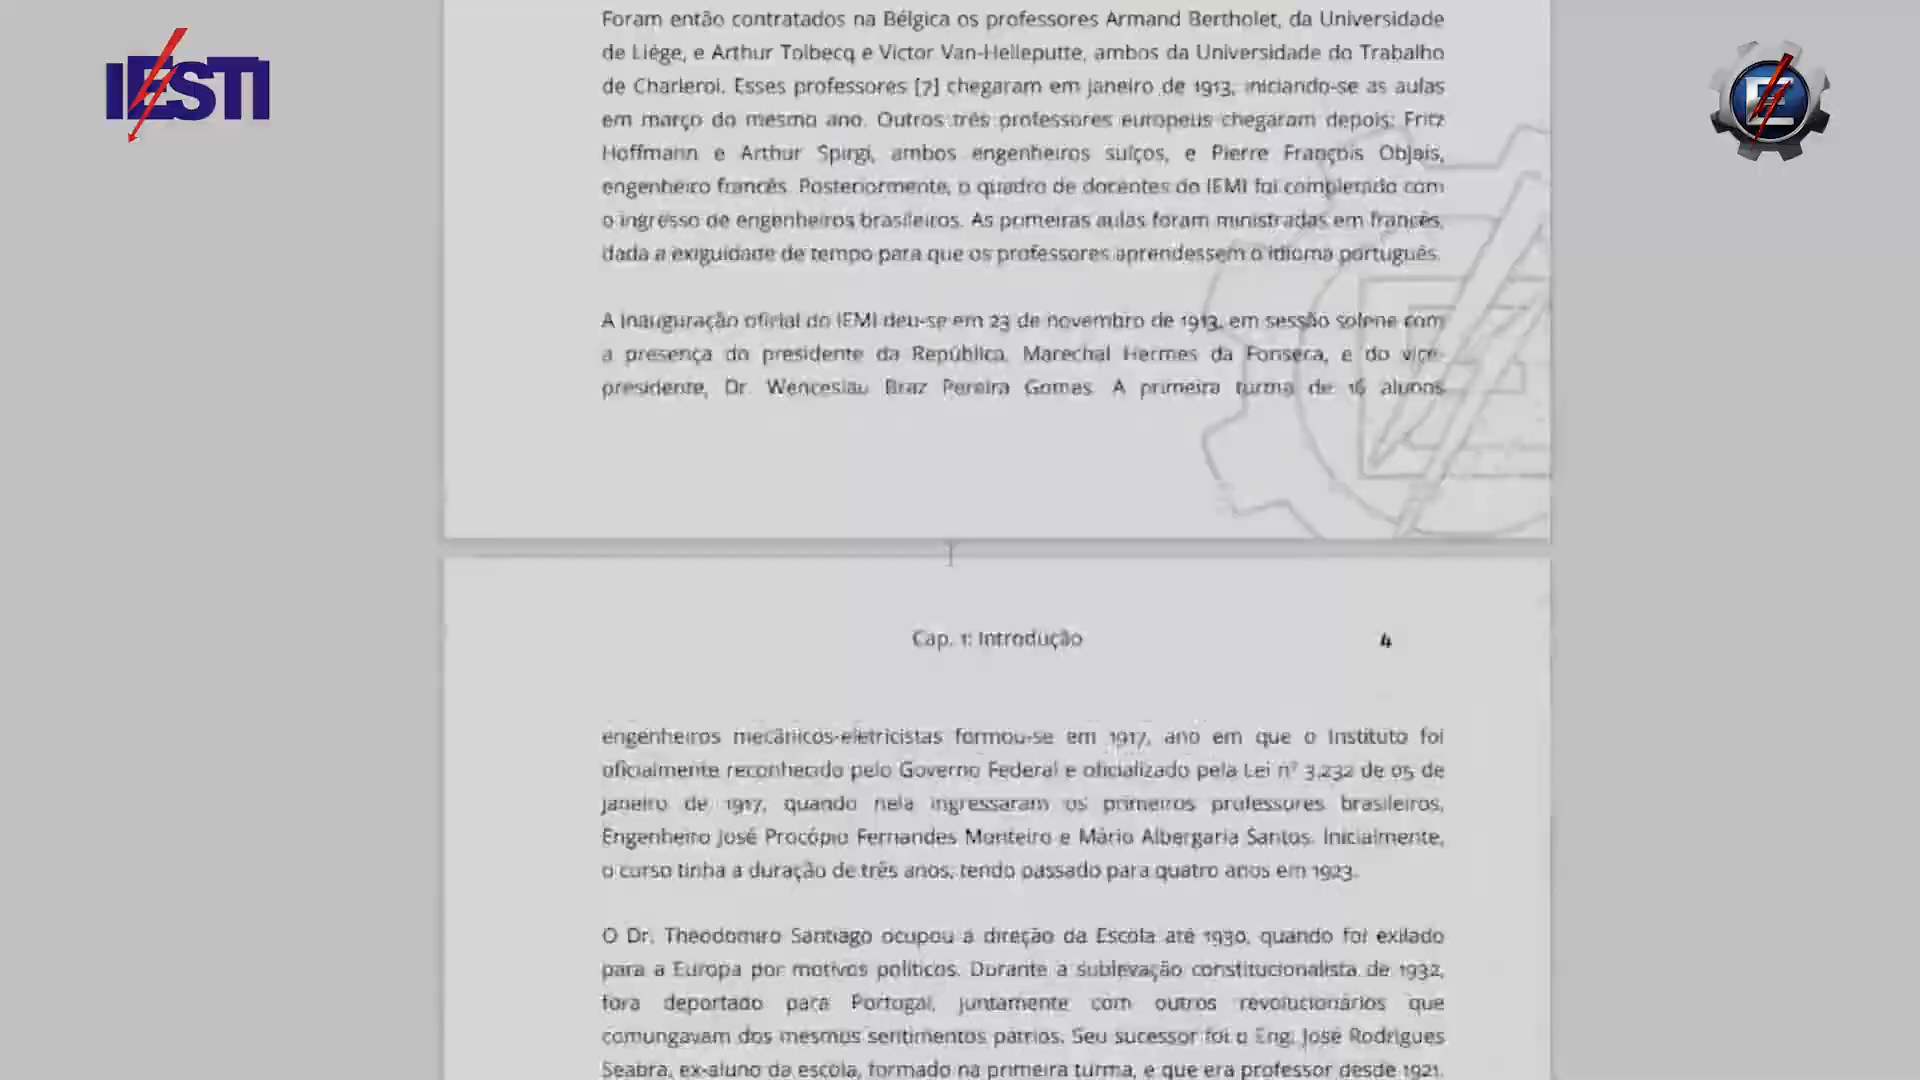 IESTI
Foram então contratados na Bélgica os professores Armand Bertholet, da Universidade
de Liége, e Arthur Tolbecq e Victor Van-Helleputte, ambos da Universidade do Trabalho
de Charleroi. Esses professores [7] chegaram em janeiro de 1913, iniciando-se as aulas
em março do mesmo ano. Outros três professores europeus chegaram depois: Fritz
Hoffmann e Arthur Spirgi, ambos engenheiros suíços, e Pierre François Objois,
engenheiro francês. Posteriormente, o quadro de docentes do IEMI foi completado com
o ingresso de engenheiros brasileiros. As pomeiras aulas foram ministradas em francês,
dada a exiguidade de tempo para que os professores aprendessem o idioma português.
A inauguração oficial do IEMI deu-se em 23 de novembro de 1913, em sessão solene com
a presença do presidente da República, Marechal Hermes da Fonseca, e do vice-
presidente, Dr. Wenceslau Braz Pereira Gomes. A primeira turma de 16 alunos
Cap. 1: Introdução 4
engenheiros mecânicos-eletricistas formou-se em 1917, ano em que o Instituto foi
oficialmente reconhecido pelo Governo Federal e oficializado pela Lei nº 3.232 de 05 de
janeiro de 1917, quando nela ingressaram os primeiros professores brasileiros,
Engenheiro José Procópio Fernandes Monteiro e Mário Albergaria Santos. Inicialmente,
o curso tinha a duração de três anos, tendo passado para quatro anos em 1923.
O Dr. Theodomiro Santiago ocupou a direção da Escola até 1930, quando foi exilado
para a Europa por motivos políticos. Durante a sublevação constitucionalista de 1932,
fora deportado para Portugal, juntamente com outros revolucionários que
comungavam dos mesmos sentimentos pátrios. Seu sucessor foi o Eng. José Rodrigues
Seabra, ex-aluno da escola, formado na primeira turma, e que era professor desde 1921.